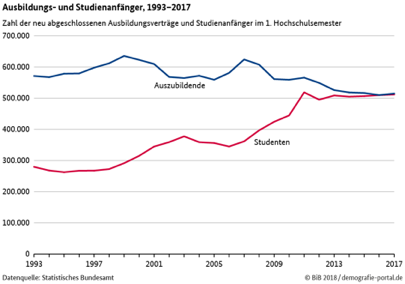 Ausbildungs- und Studienanfänger, 1993–2017
Zahl der neu abgeschlossenen Ausbildungsverträge und Studienanfänger im 1. Hochschulsemester
700.000
600.000
500.000
400.000
300.000
200.000
100.000
0
Auszubildende
Studenten
1993 1997 2001 2005 2009 2013 2017
Datenquelle: Statistisches Bundesamt
© BiB 2018 / demografie-portal.de